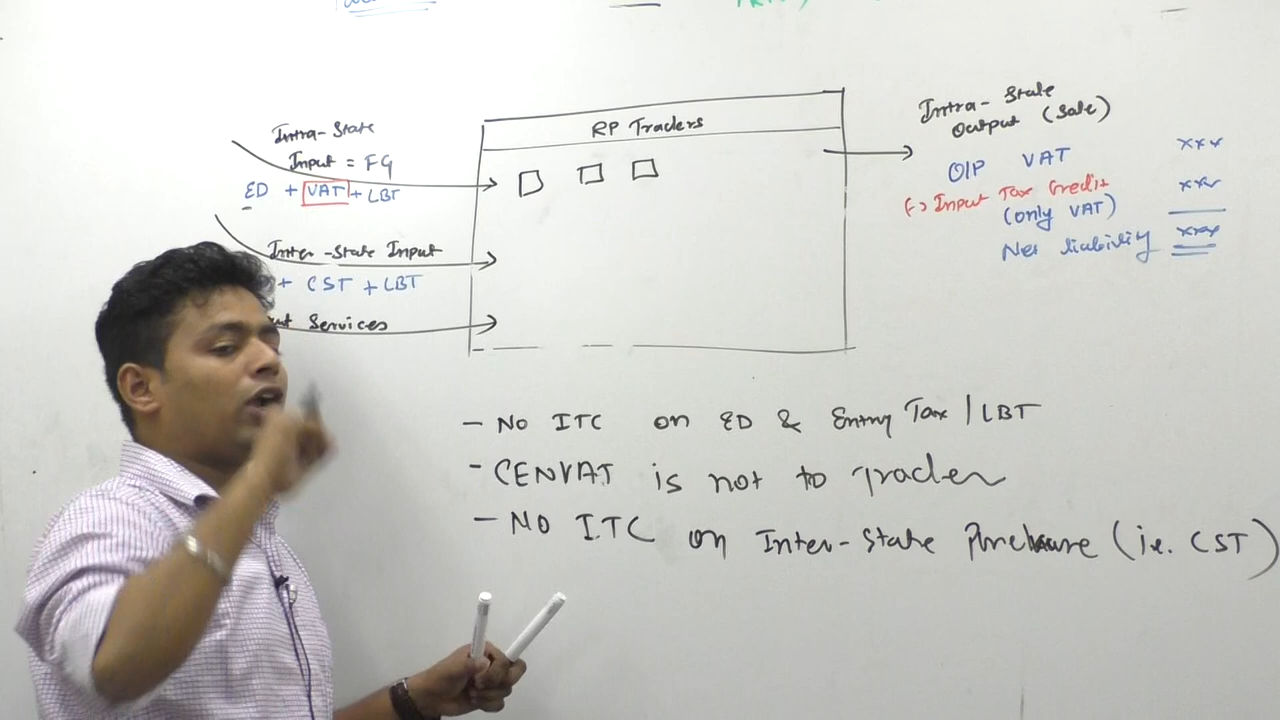 Intra-State
Input = FG
ED + VAT + LBT
Inter-State Input
+ CST + LBT
Services
RP Traders
Intra-State
Output (Sale)
O/P VAT xxx
(-) Input Tax Credit xxx
(only VAT)
Net liability xxx
- NO ITC on ED & Entry Tax / LBT
- CENVAT is not to Trader
- NO ITC on Inter-State Purchase (i.e. CST)